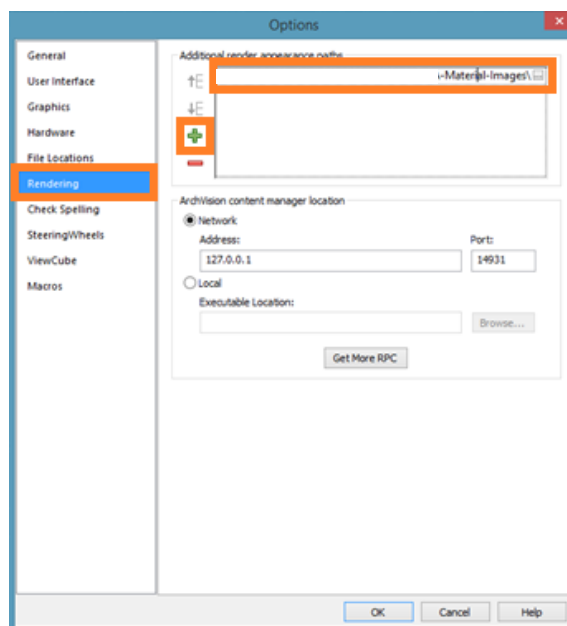 Options
General
User Interface
Graphics
Hardware
File Locations
Rendering
Check Spelling
SteeringWheels
ViewCube
Macros
Additional render appearance paths
-Material-Images\
ArchVision content manager location
Network
Address:
Port:
127.0.0.1
14931
Local
Executable Location:
Browse...
Get More RPC
OK
Cancel
Help